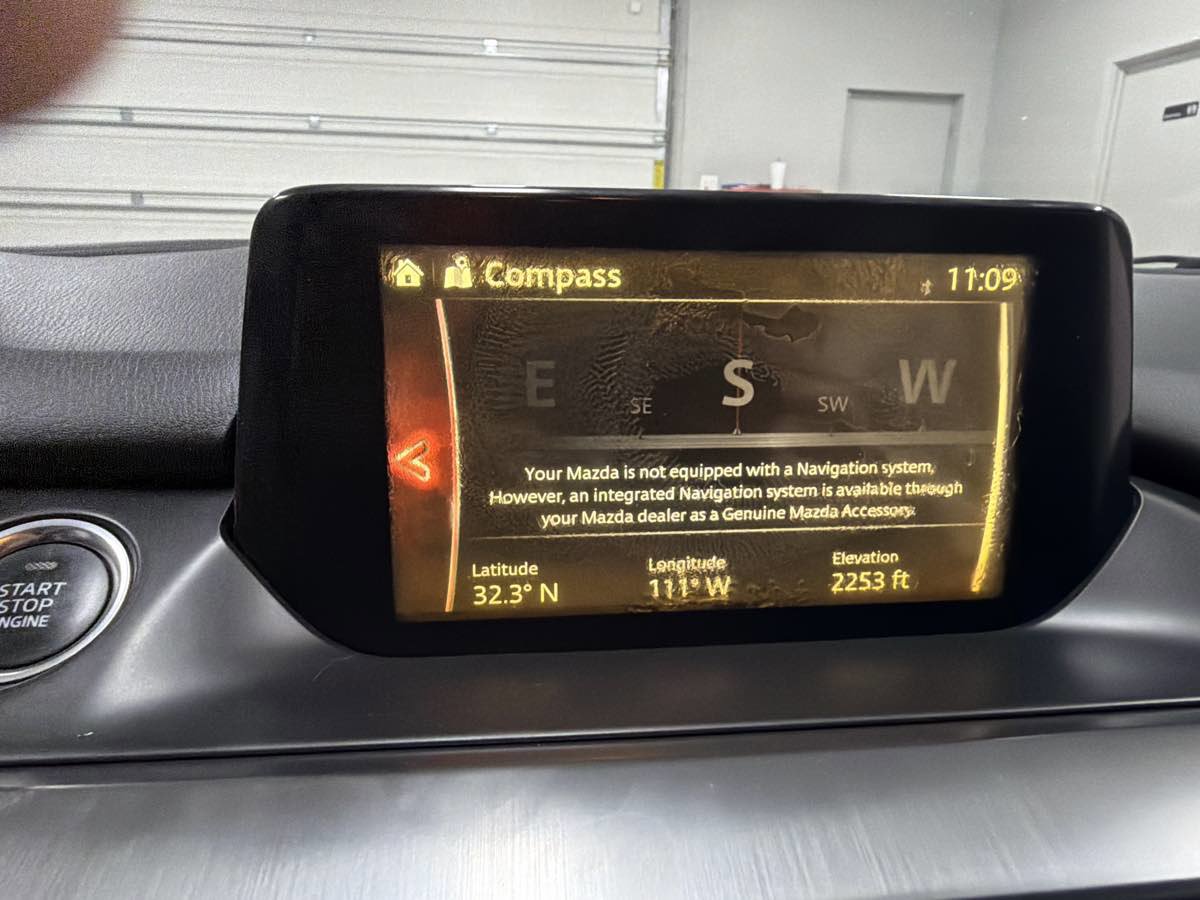 Compass
11:09
E SE S SW W
Your Mazda is not equipped with a Navigation system,
However, an integrated Navigation system is available through
your Mazda dealer as a Genuine Mazda Accessory.
Latitude Longitude Elevation
32.3° N 111° W 2253 ft
START
STOP
NGINE